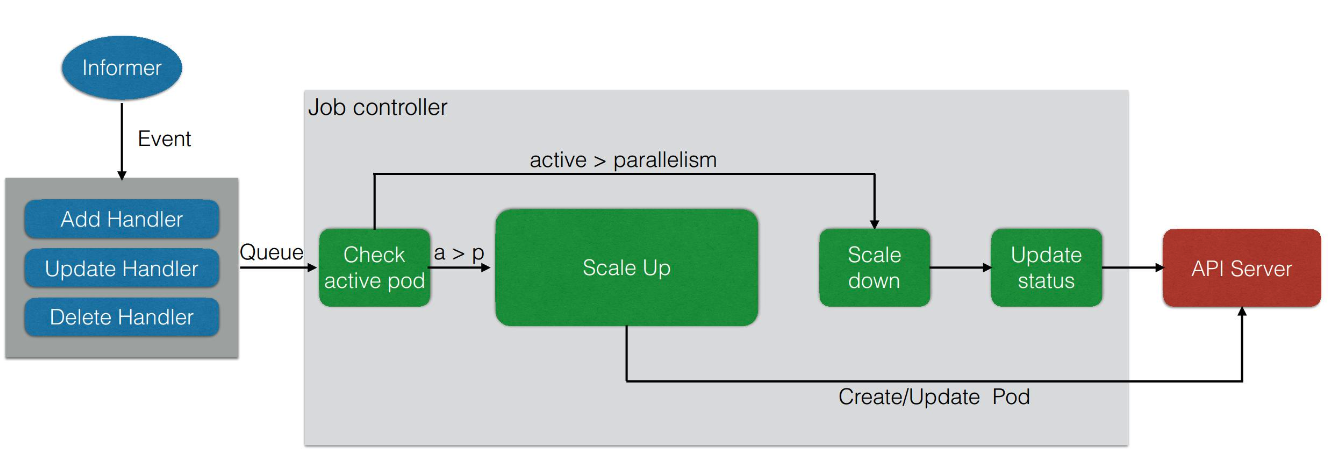 Informer
Event
Add Handler
Update Handler
Delete Handler
Queue
Job controller
active > parallelism
Check
active pod
a > p
Scale Up
Scale
down
Update
status
API Server
Create/Update Pod